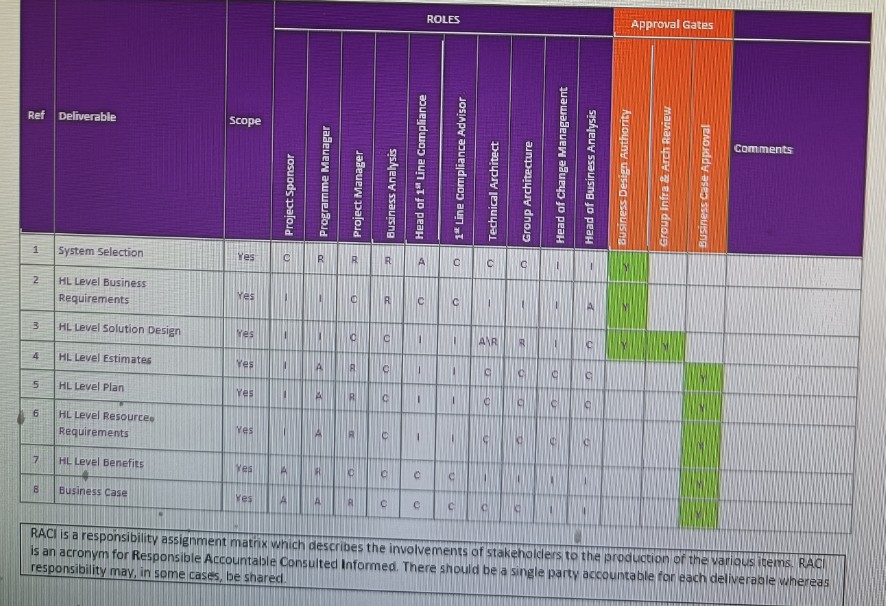 ROLES Approval Gates
Ref Deliverable Scope Project Sponsor Programme Manager Project Manager Business Analysis Head of 1st Line Compliance 1st Line Compliance Advisor Technical Architect Group Architecture Head of Change Management Head of Business Analysis Business Design Authority Group Infra & Arch Review Business Case Approval Comments
1 System Selection Yes C R R R A C C C I I Y
2 HL Level Business
Requirements Yes I I C R C C I I I A Y
3 HL Level Solution Design Yes I I C C I I A\R R I C Y Y
4 HL Level Estimates Yes I A R C I I C C C C Y
5 HL Level Plan Yes I A R C I I C C C C Y
6 HL Level Resource
Requirements Yes I A R C I I C C C C Y
7 HL Level Benefits Yes A R C C C C I I I I Y
8 Business Case Yes A A R C C C C C I I Y
RACI is a responsibility assignment matrix which describes the involvements of stakeholders to the production of the various items. RACI
is an acronym for Responsible Accountable Consulted Informed. There should be a single party accountable for each deliverable whereas
responsibility may, in some cases, be shared.